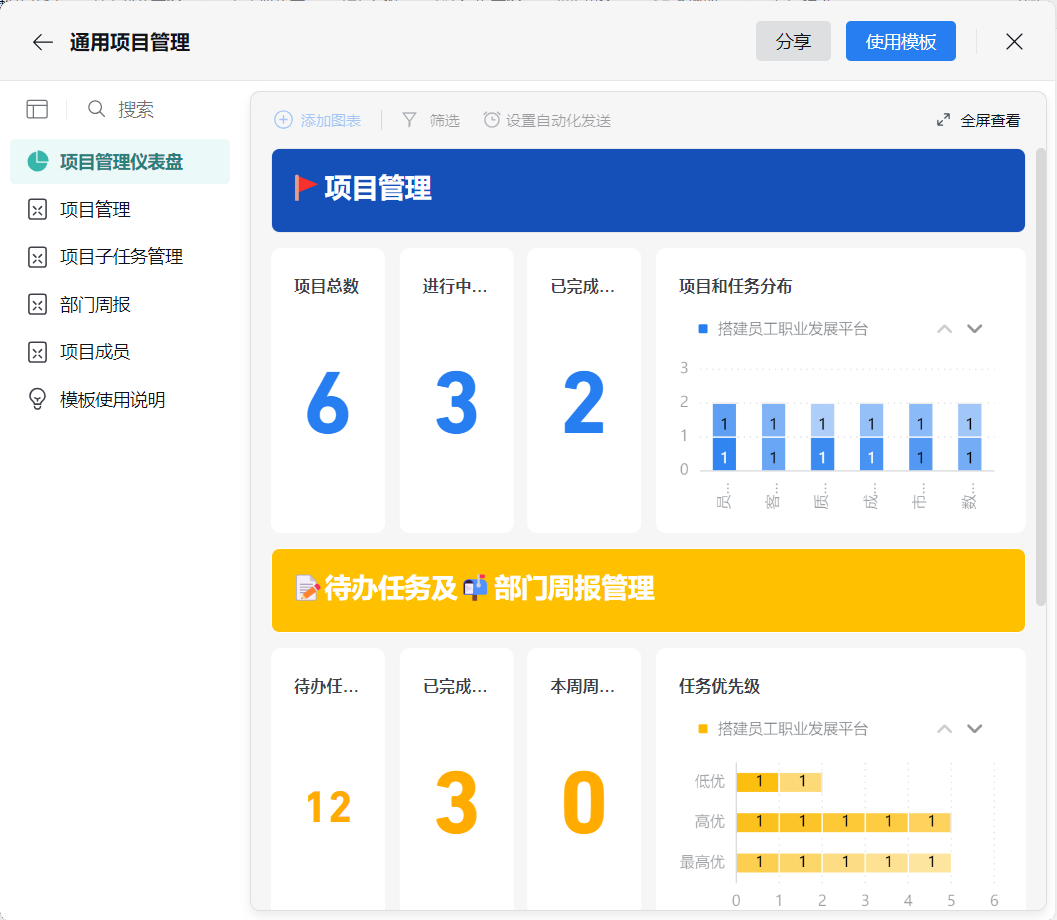 通用项目管理
分享
使用模板
搜索
项目管理仪表盘
项目管理
项目子任务管理
部门周报
项目成员
模板使用说明
添加图表
筛选
设置自动化发送
全屏查看
项目管理
项目总数
6
进行中...
3
已完成...
2
项目和任务分布
搭建员工职业发展平台
3
2
1
0
1 1 1 1 1 1
1 1 1 1 1 1
员... 客... 质... 成... 市... 数...
待办任务及 部门周报管理
待办任...
12
已完成...
3
本周周...
0
任务优先级
搭建员工职业发展平台
低优 1 1
高优 1 1 1 1 1
最高优 1 1 1 1 1
0 1 2 3 4 5 6